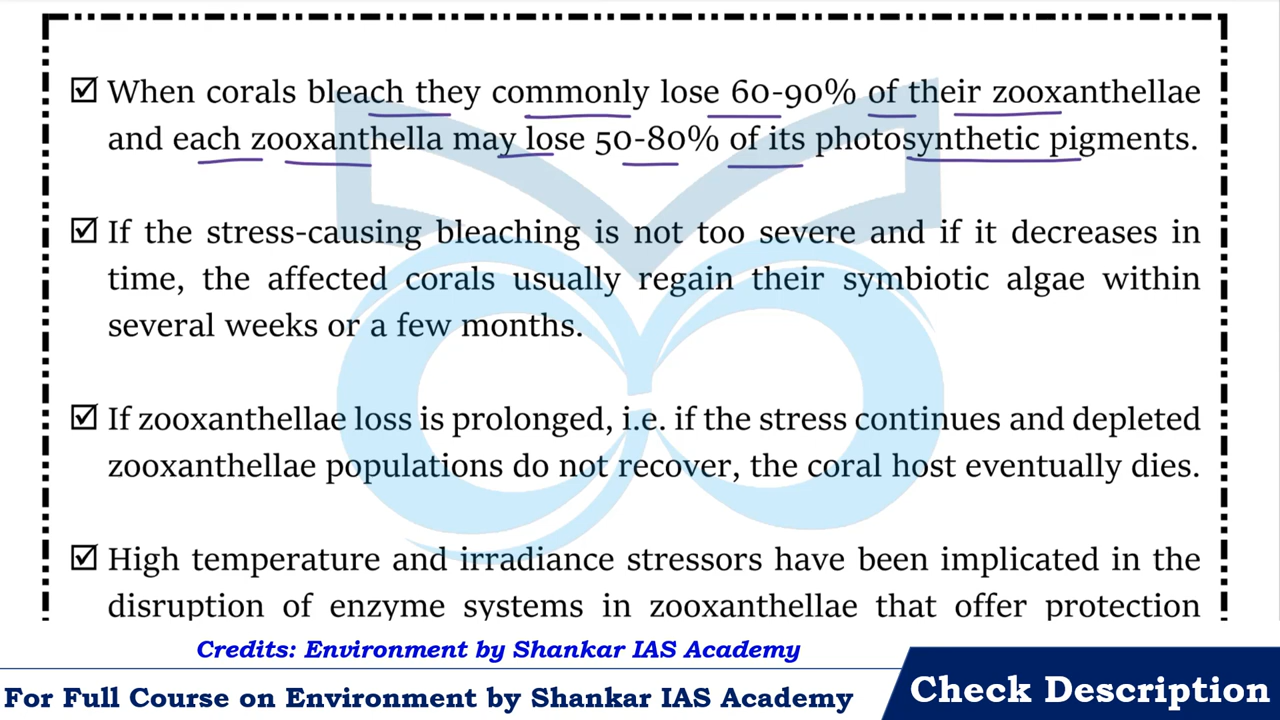 When corals bleach they commonly lose 60-90% of their zooxanthellae
and each zooxanthella may lose 50-80% of its photosynthetic pigments.
If the stress-causing bleaching is not too severe and if it decreases in
time, the affected corals usually regain their symbiotic algae within
several weeks or a few months.
If zooxanthellae loss is prolonged, i.e. if the stress continues and depleted
zooxanthellae populations do not recover, the coral host eventually dies.
High temperature and irradiance stressors have been implicated in the
disruption of enzyme systems in zooxanthellae that offer protection
Credits: Environment by Shankar IAS Academy
For Full Course on Environment by Shankar IAS Academy
Check Description